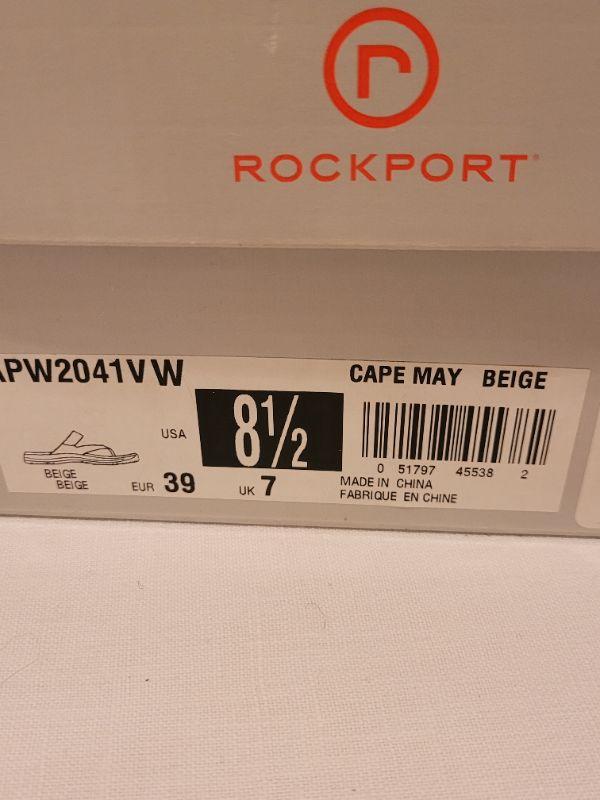 r
ROCKPORT
APW2041VW
CAPE MAY BEIGE
USA 8½
BEIGE
BEIGE
EUR 39
UK 7
0 51797 45538 2
MADE IN CHINA
FABRIQUE EN CHINE